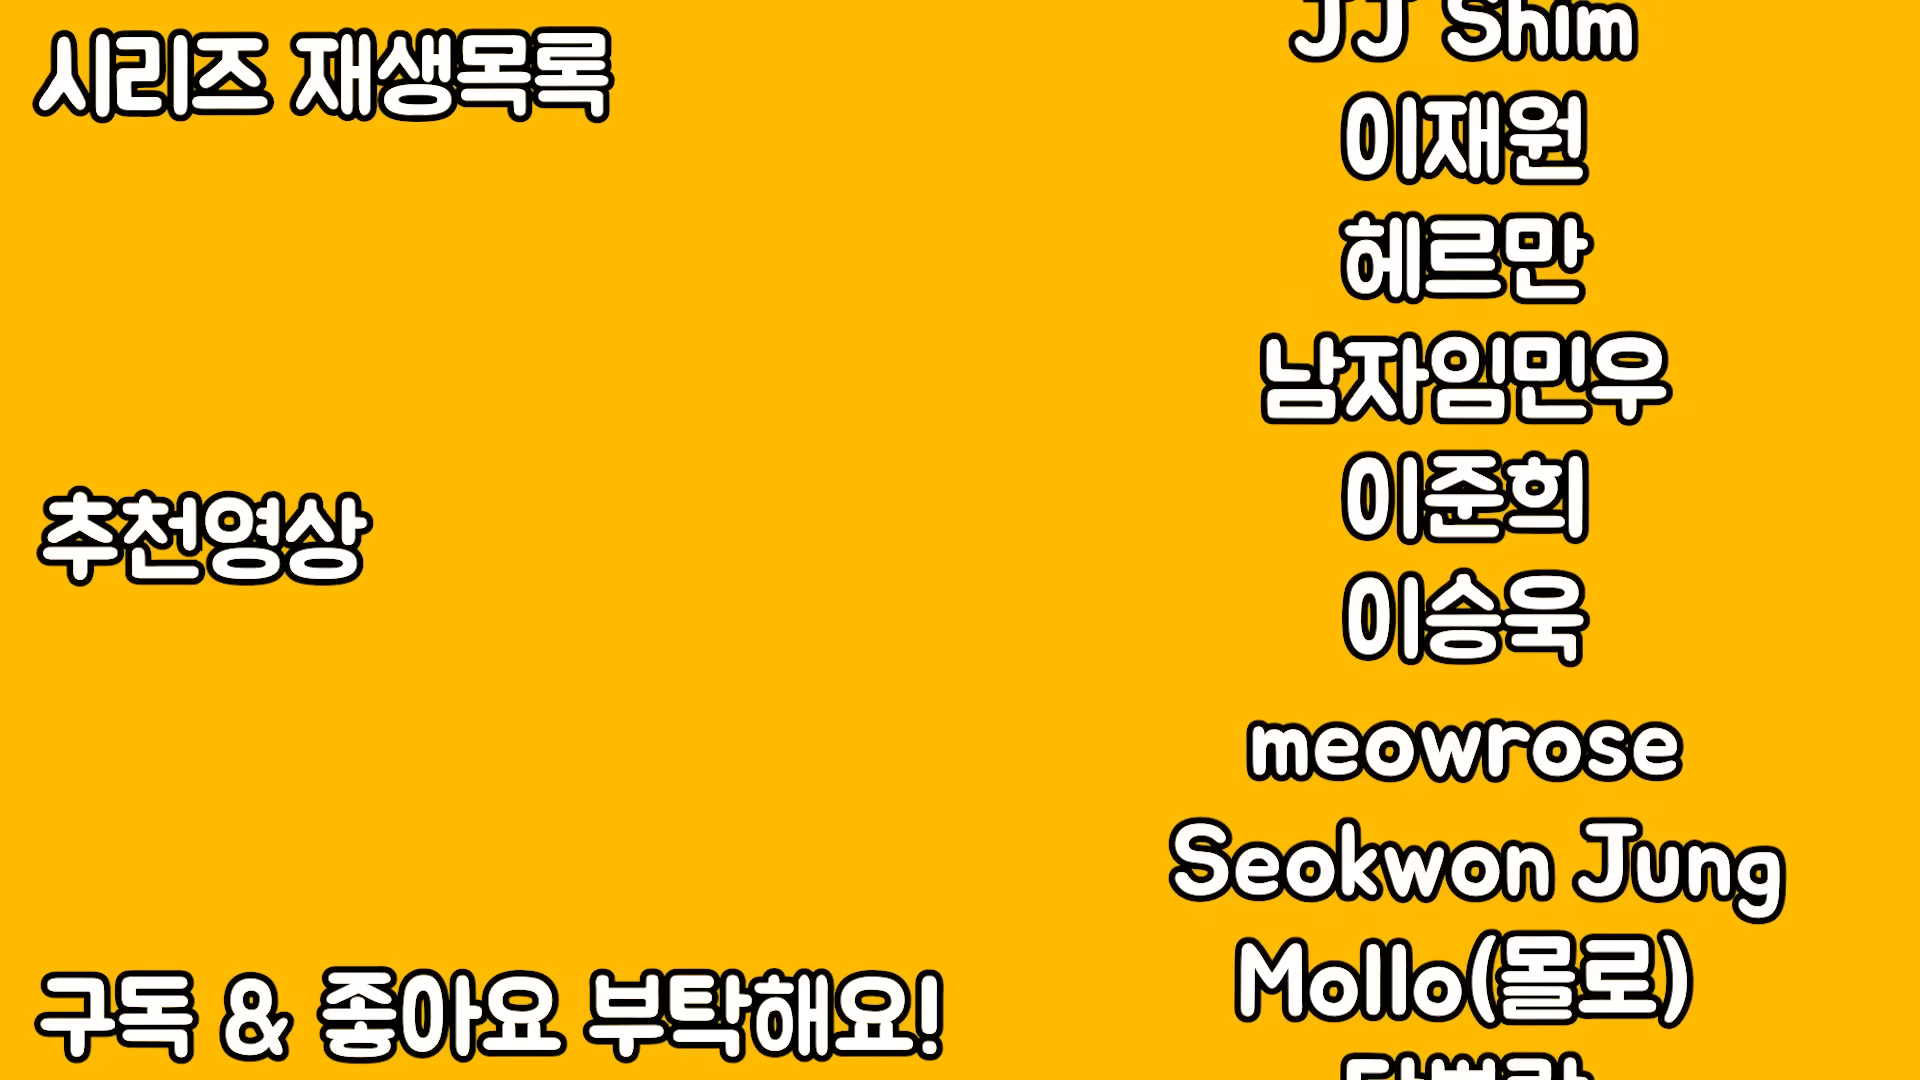 시리즈 재생목록
추천영상
구독 & 좋아요 부탁해요!
JJ Shim
이재원
헤르만
남자임민우
이준희
이승욱
meowrose
Seokwon Jung
Mollo(몰로)